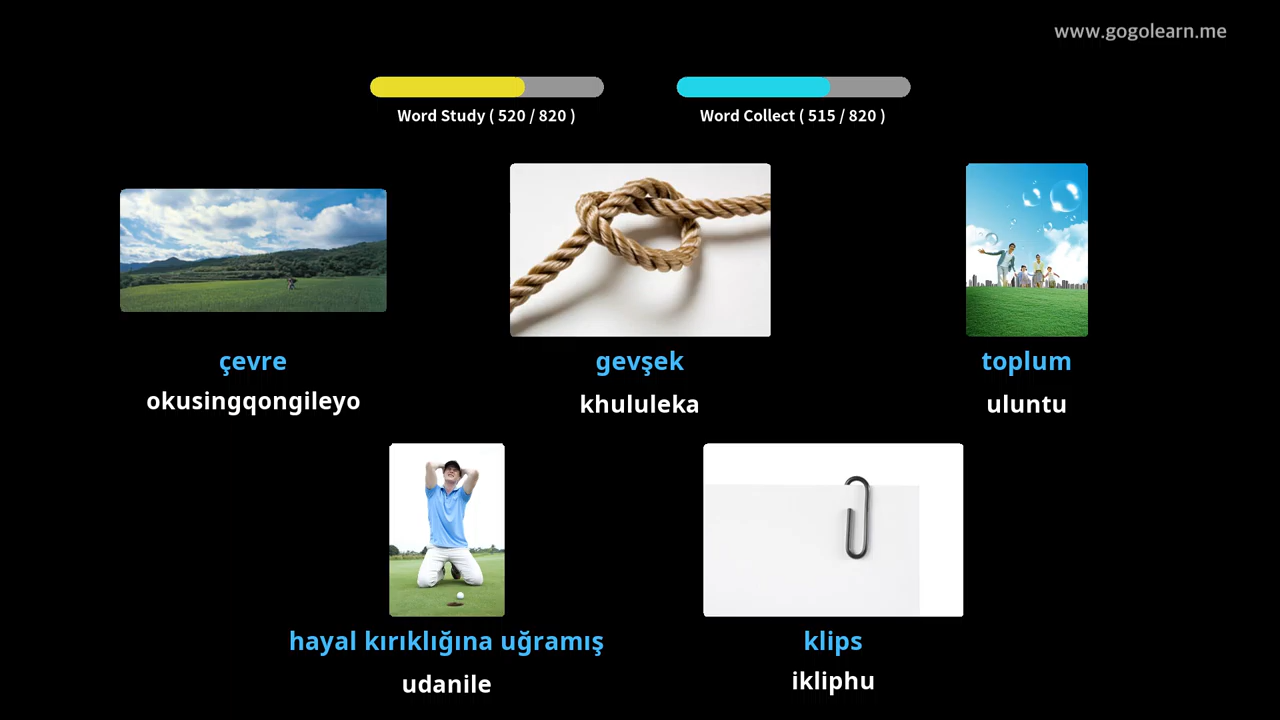 www.gogolearn.me
Word Study ( 520 / 820 )
Word Collect ( 515 / 820 )
çevre
okusingqongileyo
gevşek
khululeka
toplum
uluntu
hayal kırıklığına uğramış
udanile
klips
ikliphu